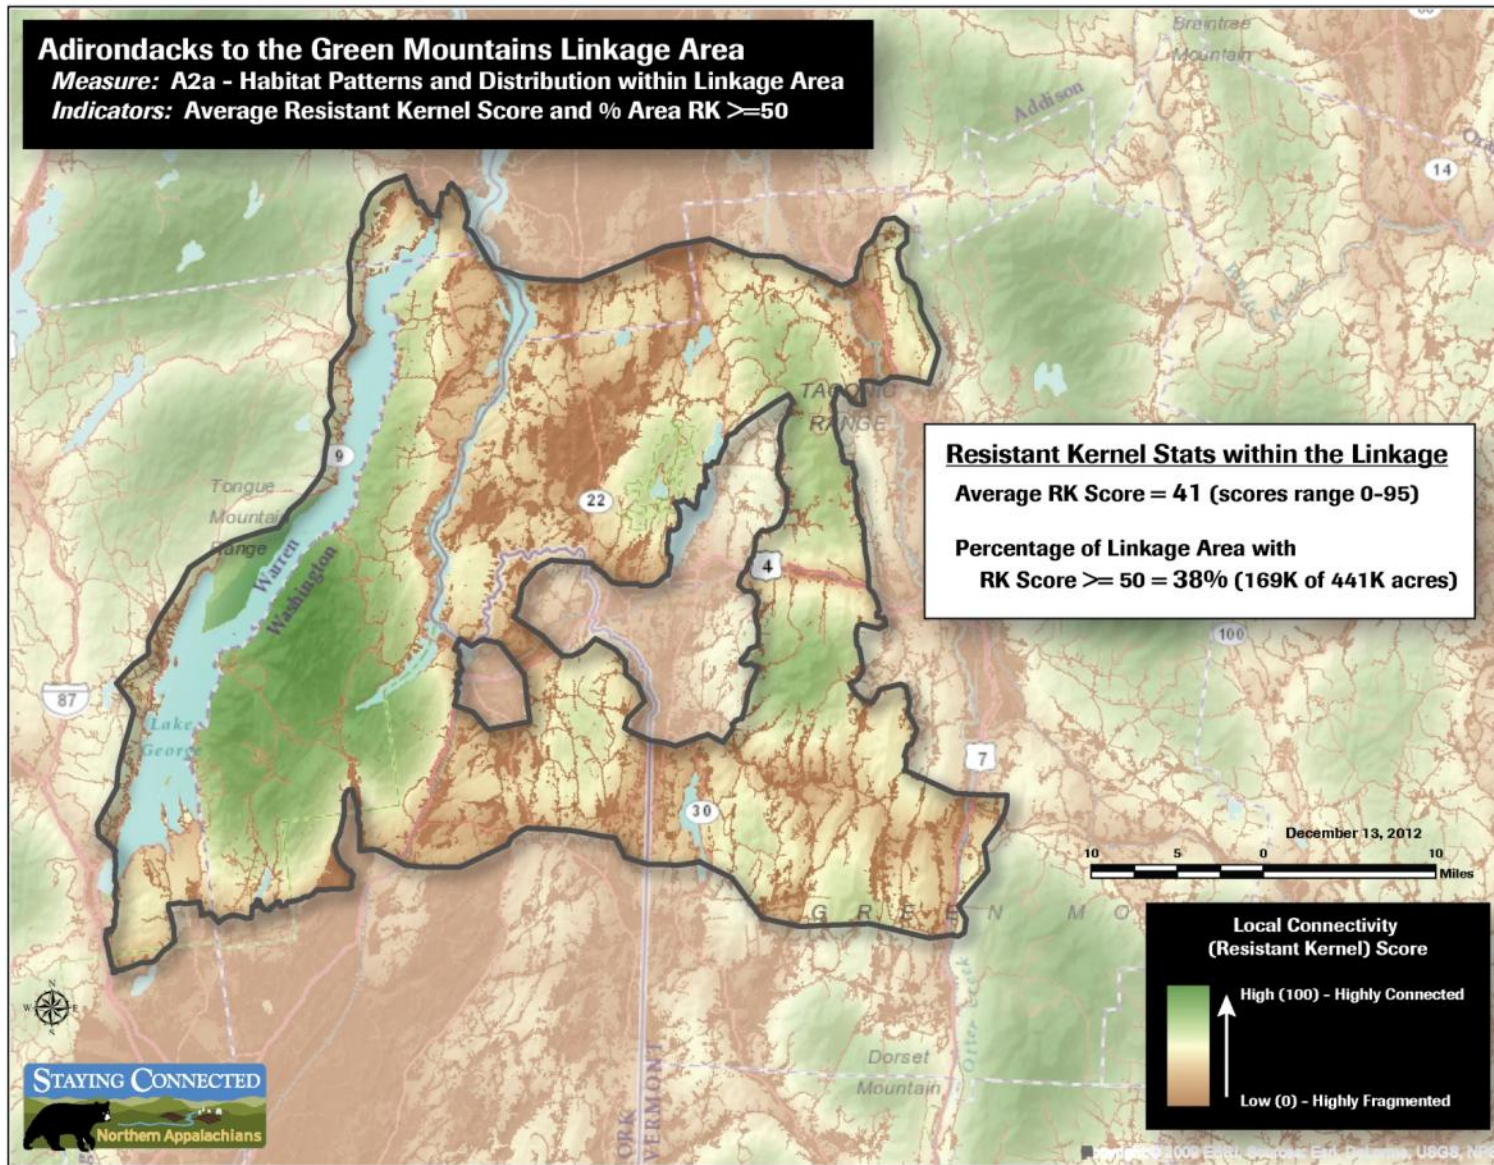 Adirondacks to the Green Mountains Linkage Area
Measure: A2a - Habitat Patterns and Distribution within Linkage Area
Indicators: Average Resistant Kernel Score and % Area RK >=50
Braintree
Mountain
Addison
14
TACONIC
RANGE
9
Tongue
Mountain
Range
Warren
Washington
22
4
Resistant Kernel Stats within the Linkage
Average RK Score = 41 (scores range 0-95)
Percentage of Linkage Area with
RK Score >= 50 = 38% (169K of 441K acres)
100
87
Lake
George
7
30
December 13, 2012
10 5 0 10
Miles
GREEN MO
Otter Creek
Dorset
Mountain
Local Connectivity
(Resistant Kernel) Score
High (100) - Highly Connected
Low (0) - Highly Fragmented
N
W E
S
STAYING CONNECTED
Northern Appalachians
ORK
VERMONT